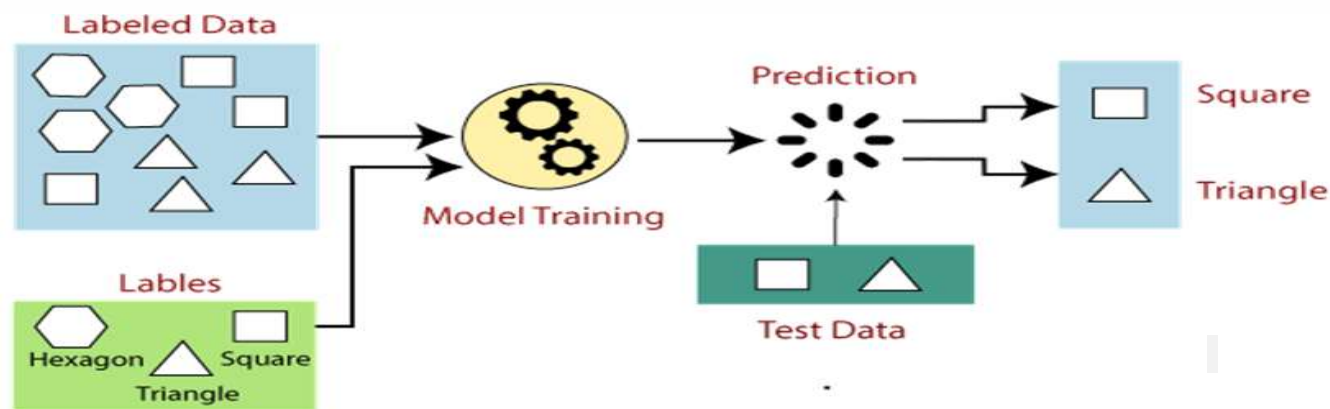 Labeled Data
Prediction
Square
Triangle
Model Training
Lables
Hexagon
Square
Triangle
Test Data